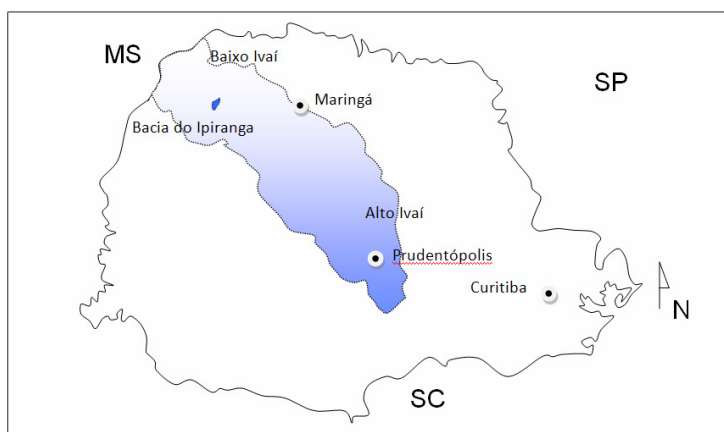 MS
Baixo Ivaí
SP
Maringá
Bacia do Ipiranga
Alto Ivaí
Prudentópolis
Curitiba
N
SC